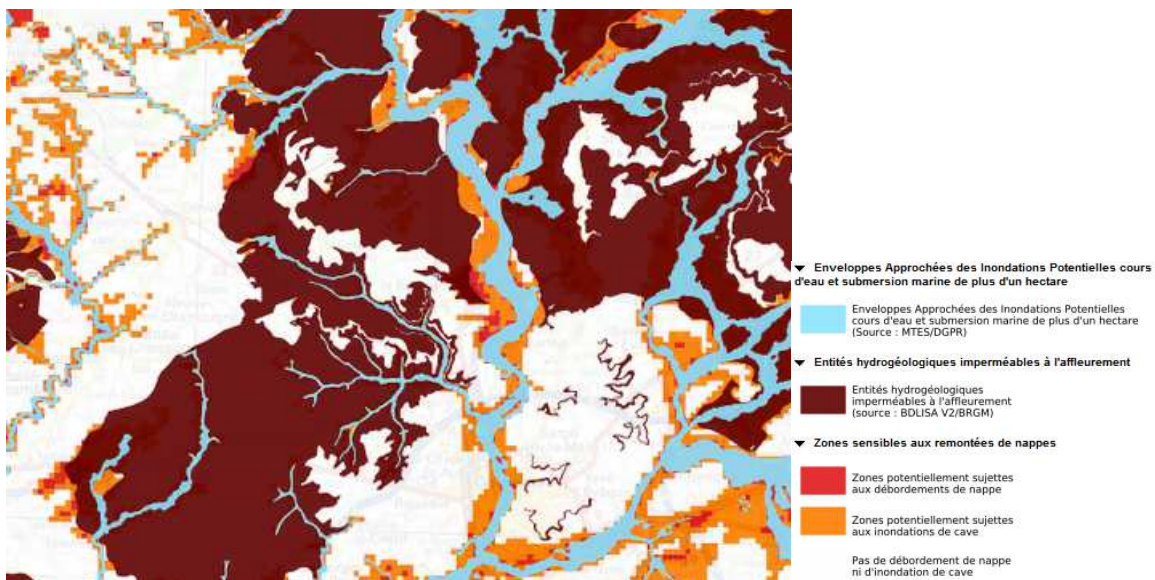 Enveloppes Approchées des Inondations Potentielles cours
d'eau et submersion marine de plus d'un hectare
Enveloppes Approchées des Inondations Potentielles
cours d'eau et submersion marine de plus d'un hectare
(Source : MTES/DGPR)
Entités hydrogéologiques imperméables à l'affleurement
Entités hydrogéologiques
imperméables à l'affleurement
(source : BDLISA V2/BRGM)
Zones sensibles aux remontées de nappes
Zones potentiellement sujettes
aux débordements de nappe
Zones potentiellement sujettes
aux inondations de cave
Pas de débordement de nappe
ni d'inondation de cave